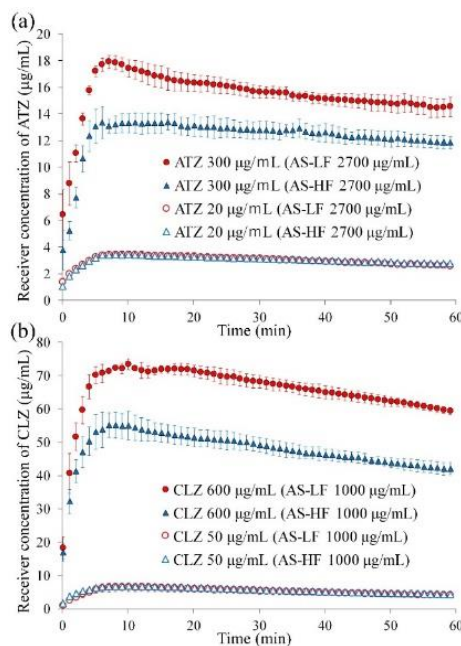 (a)
20
18
16
14
12
10
8
6
4
2
0
Receiver concentration of ATZ (µg/mL)
ATZ 300 µg/mL (AS-LF 2700 µg/mL)
ATZ 300 µg/mL (AS-HF 2700 µg/mL)
ATZ 20 µg/mL (AS-LF 2700 µg/mL)
ATZ 20 µg/mL (AS-HF 2700 µg/mL)
0 10 20 30 40 50 60
Time (min)
(b)
80
70
60
50
40
30
20
10
0
Receiver concentration of CLZ (µg/mL)
CLZ 600 µg/mL (AS-LF 1000 µg/mL)
CLZ 600 µg/mL (AS-HF 1000 µg/mL)
CLZ 50 µg/mL (AS-LF 1000 µg/mL)
CLZ 50 µg/mL (AS-HF 1000 µg/mL)
0 10 20 30 40 50 60
Time (min)